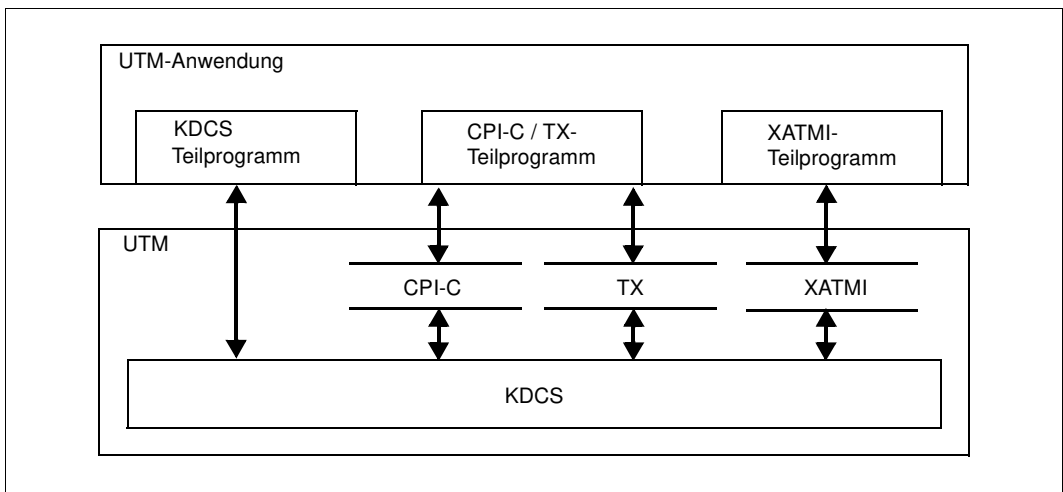 UTM-Anwendung
KDCS
Teilprogramm
CPI-C / TX-
Teilprogramm
XATMI-
Teilprogramm
UTM
CPI-C
TX
XATMI
KDCS